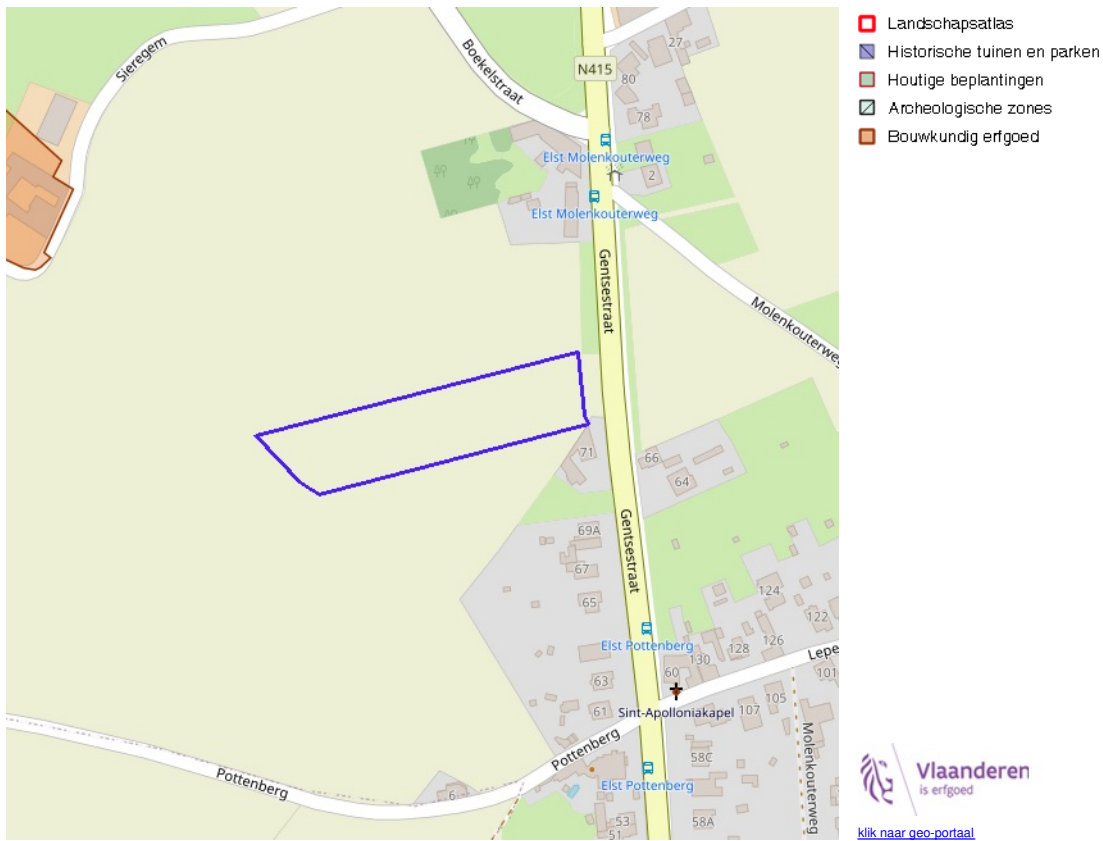 Sieregem
Boekelstraat
N415
27
80
78
Elst Molenkouterweg
2
Elst Molenkouterweg
Gentsestraat
Molenkouterweg
71
66
64
Gentsestraat
69A
67
65
124
122
Elst Pottenberg
126
128
130
Lepe
60
101
63
105
Sint-Apolloniakapel
107
61
Pottenberg
58C
Molenkouterweg
Pottenberg
Elst Pottenberg
6
53
58A
51
Landschapsatlas
Historische tuinen en parken
Houtige beplantingen
Archeologische zones
Bouwkundig erfgoed
Vlaanderen
is erfgoed
klik naar geo-portaal